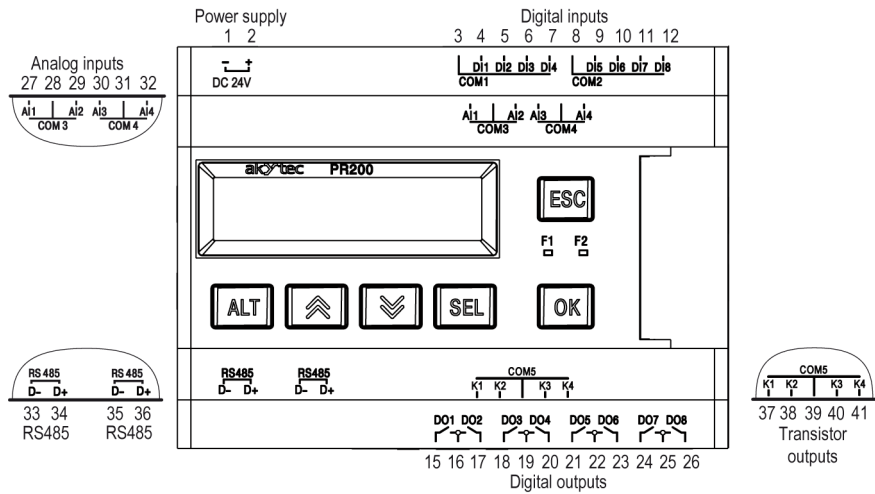 Power supply
1 2
Digital inputs
3 4 5 6 7 8 9 10 11 12
- +
DC 24V
DI1 DI2 DI3 DI4 DI5 DI6 DI7 DI8
COM1 COM2
Analog inputs
27 28 29 30 31 32
AI1 AI2 AI3 AI4
COM 3 COM 4
AI1 AI2 AI3 AI4
COM3 COM4
akYtec PR200
ESC
F1 F2
ALT SEL OK
RS 485 RS 485
D- D+ D- D+
33 34 35 36
RS485 RS485
RS485 RS485
D- D+ D- D+
COM5
K1 K2 K3 K4
DO1 DO2 DO3 DO4 DO5 DO6 DO7 DO8
15 16 17 18 19 20 21 22 23 24 25 26
Digital outputs
COM5
K1 K2 K3 K4
37 38 39 40 41
Transistor
outputs